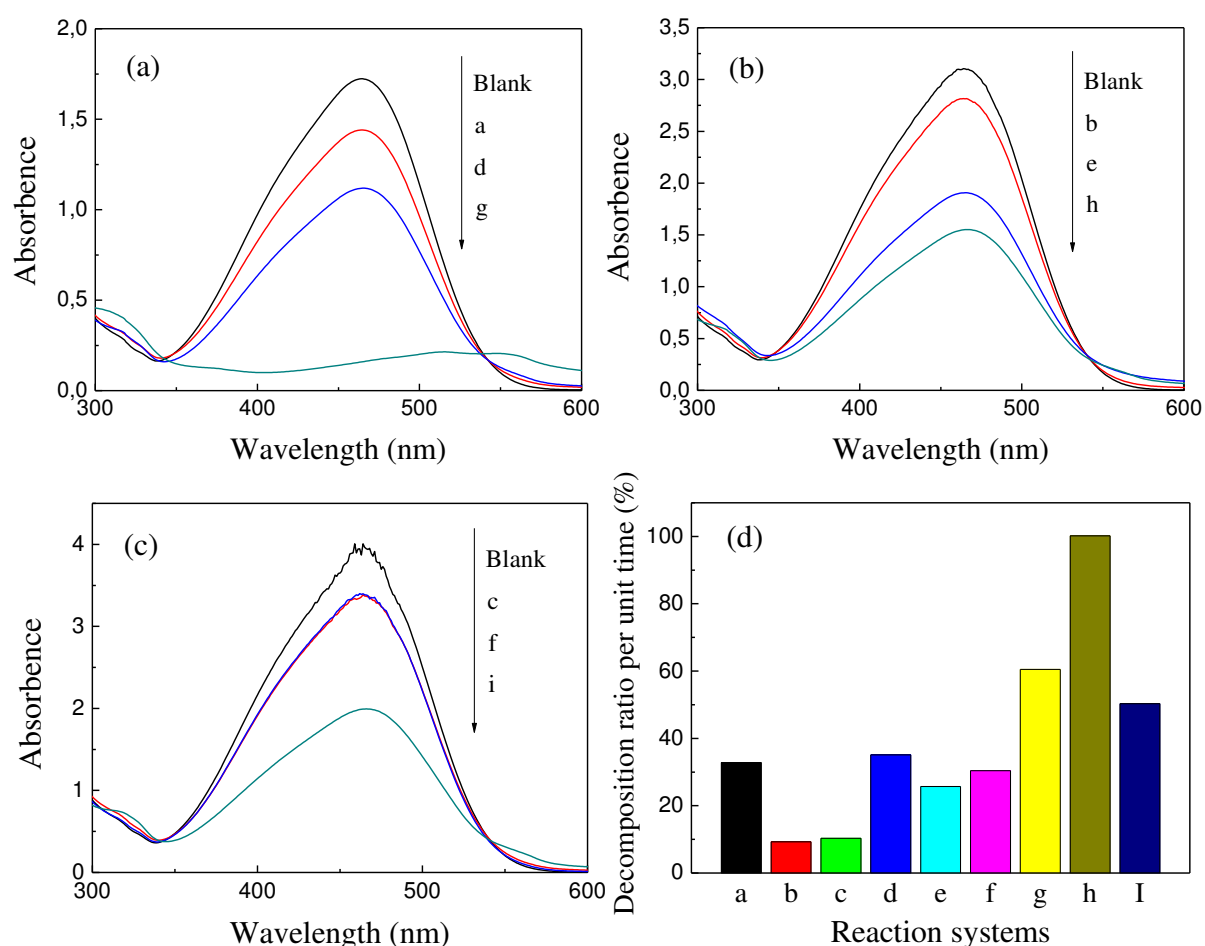 (a)
Blank
a
d
g
2,0
1,5
1,0
0,5
0,0
300 400 500 600
Absorbence
Wavelength (nm)
(b)
Blank
b
e
h
3,5
3,0
2,5
2,0
1,5
1,0
0,5
0,0
300 400 500 600
Absorbence
Wavelength (nm)
(c)
Blank
c
f
i
4
3
2
1
0
300 400 500 600
Absorbence
Wavelength (nm)
(d)
100
80
60
40
20
0
a b c d e f g h I
Decomposition ratio per unit time (%)
Reaction systems